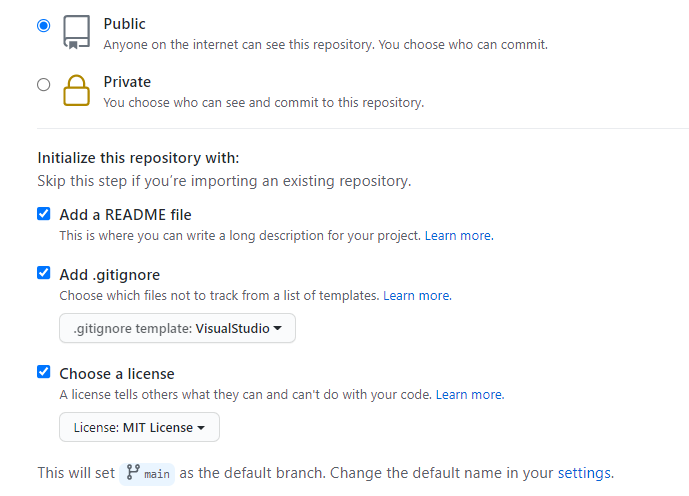 Public
Anyone on the internet can see this repository. You choose who can commit.
Private
You choose who can see and commit to this repository.
Initialize this repository with:
Skip this step if you're importing an existing repository.
Add a README file
This is where you can write a long description for your project. Learn more.
Add .gitignore
Choose which files not to track from a list of templates. Learn more.
.gitignore template: VisualStudio
Choose a license
A license tells others what they can and can't do with your code. Learn more.
License: MIT License
This will set main as the default branch. Change the default name in your settings.